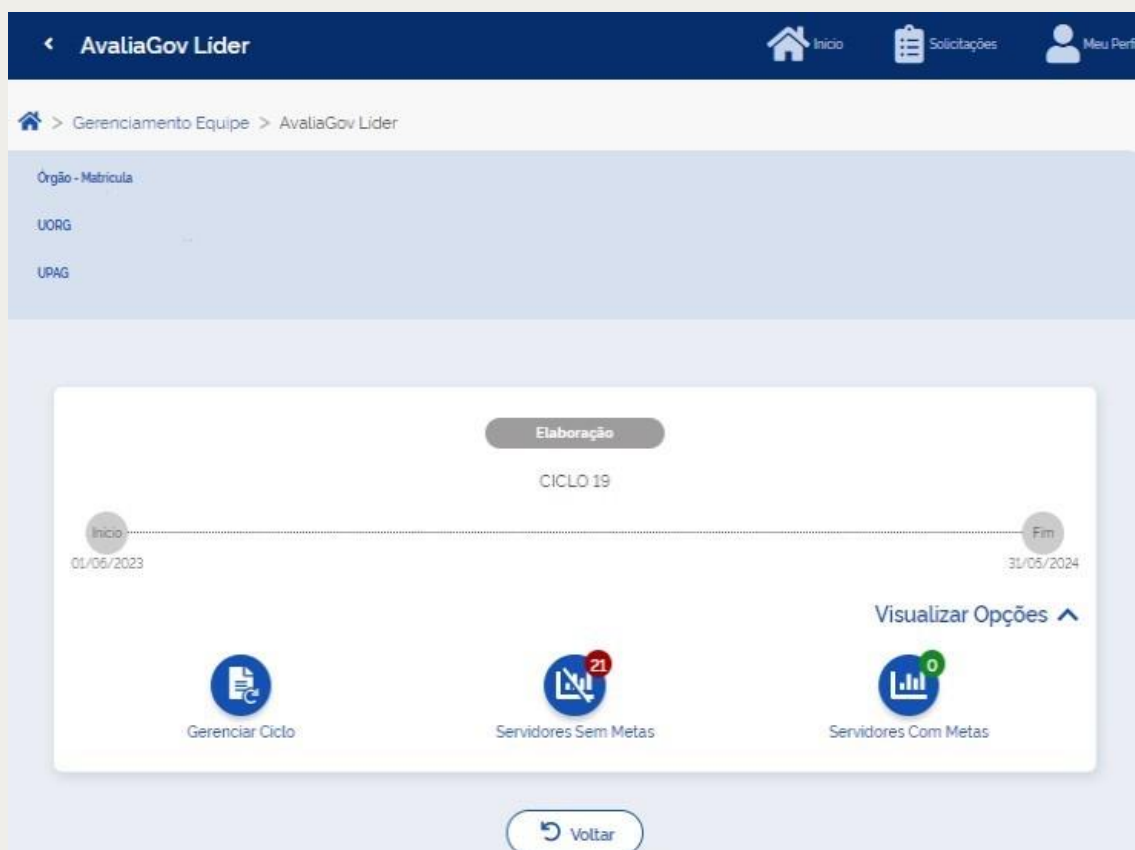 AvaliaGov Líder
Início
Solicitações
Meu Perf
> Gerenciamento Equipe > AvaliaGov Líder
Órgão - Matrícula
UORG
UPAG
Elaboração
CICLO 19
Início
Fim
01/06/2023
31/05/2024
Visualizar Opções
21
0
Gerenciar Ciclo
Servidores Sem Metas
Servidores Com Metas
Voltar